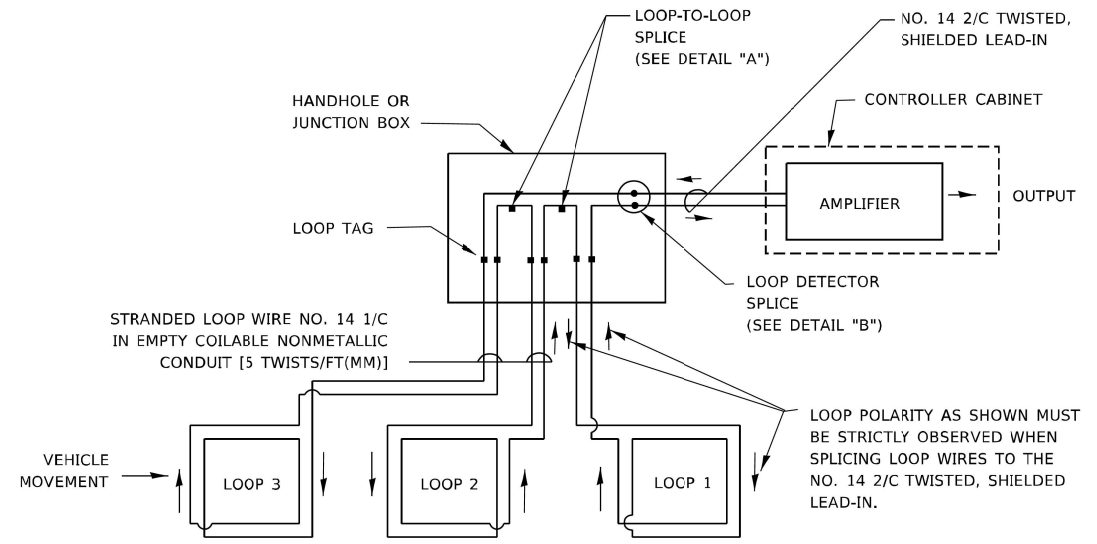 LOOP-TO-LOOP
SPLICE
(SEE DETAIL "A")
NO. 14 2/C TWISTED,
SHIELDED LEAD-IN
HANDHOLE OR
JUNCTION BOX
CONTROLLER CABINET
AMPLIFIER
OUTPUT
LOOP TAG
LOOP DETECTOR
SPLICE
(SEE DETAIL "B")
STRANDED LOOP WIRE NO. 14 1/C
IN EMPTY COILABLE NONMETALLIC
CONDUIT [5 TWISTS/FT(MM)]
LOOP POLARITY AS SHOWN MUST
BE STRICTLY OBSERVED WHEN
SPLICING LOOP WIRES TO THE
NO. 14 2/C TWISTED, SHIELDED
LEAD-IN.
VEHICLE
MOVEMENT
LOOP 3
LOOP 2
LOOP 1